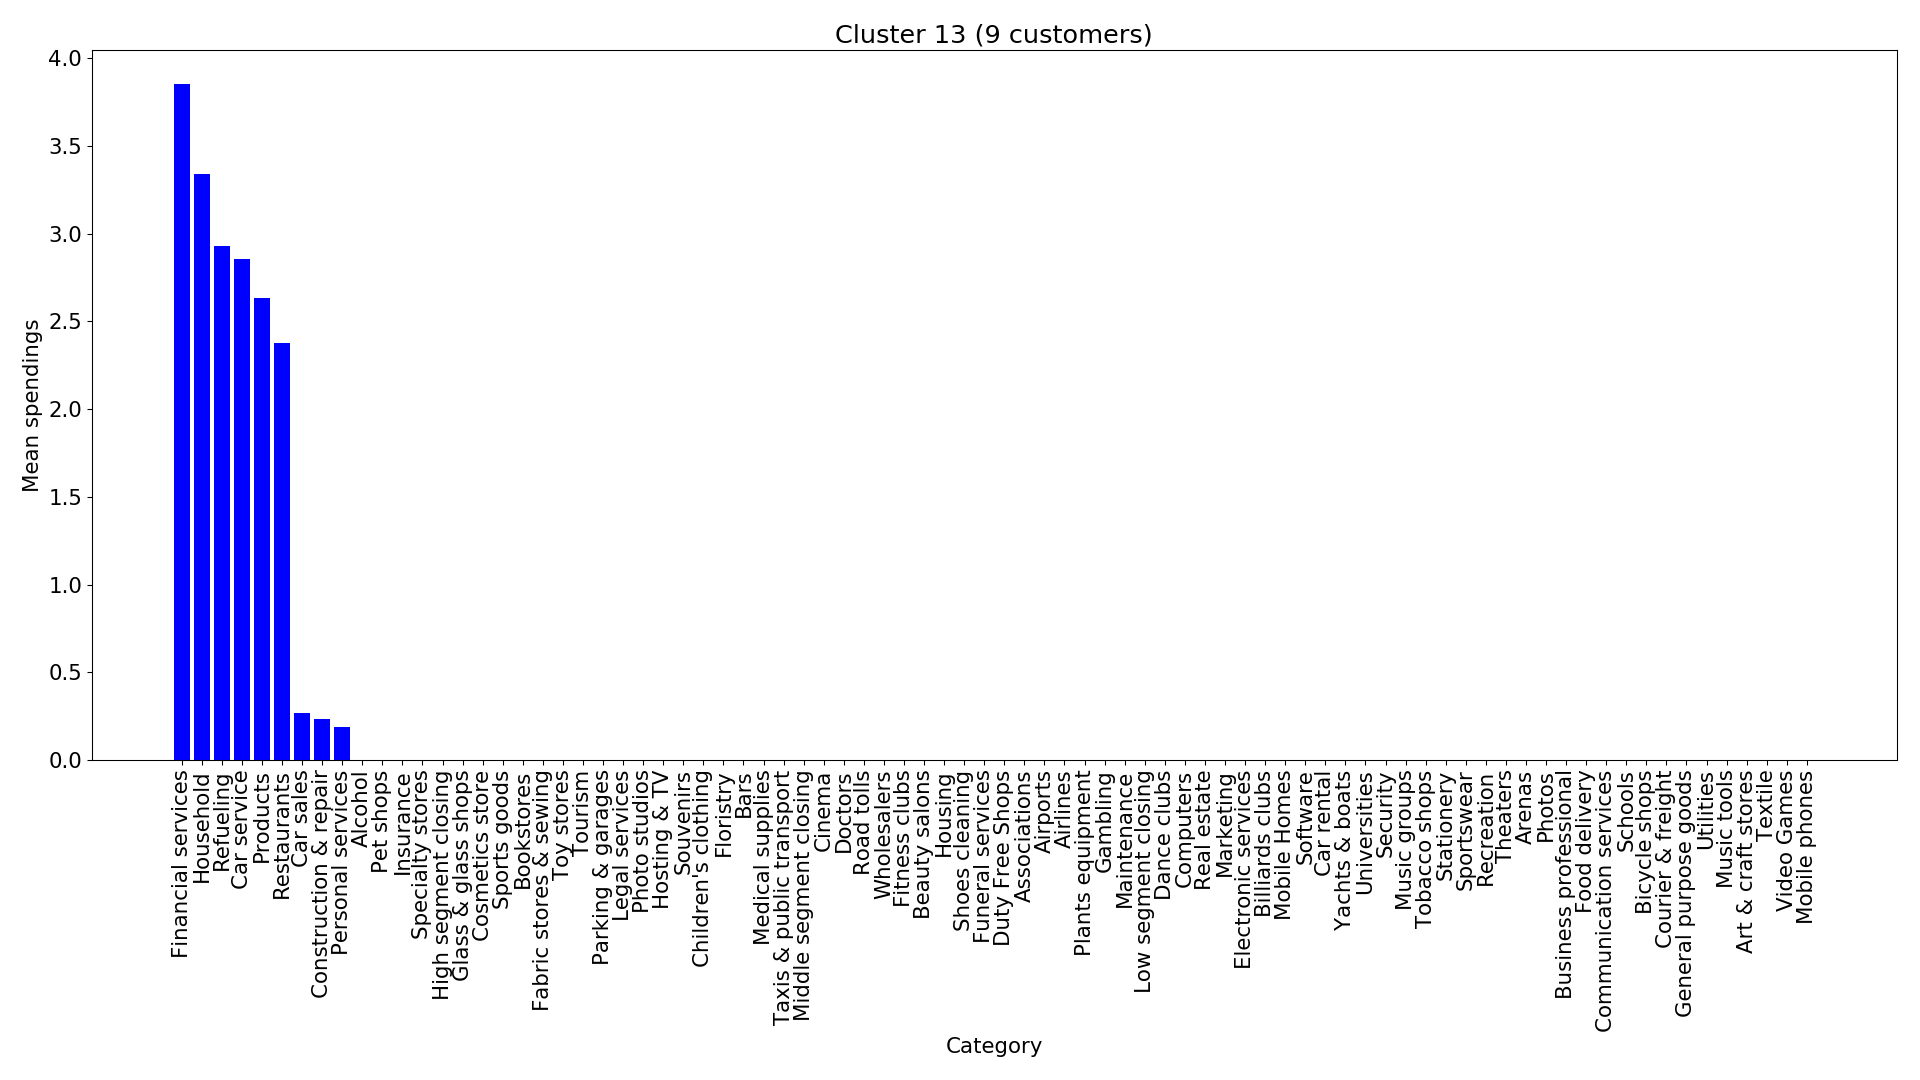 Cluster 13 (9 customers)
4.0
3.5
3.0
2.5
2.0
1.5
1.0
0.5
0.0
Mean spendings
Financial services
Household
Refueling
Car service
Products
Restaurants
Car sales
Construction & repair
Personal services
Alcohol
Pet shops
Insurance
Specialty stores
High segment closing
Glass & glass shops
Cosmetics store
Sports goods
Bookstores
Fabric stores & sewing
Toy stores
Tourism
Parking & garages
Legal services
Photo studios
Hosting & TV
Souvenirs
Children's clothing
Floristry
Bars
Medical supplies
Taxis & public transport
Middle segment closing
Cinema
Doctors
Road tolls
Wholesalers
Fitness clubs
Beauty salons
Housing
Shoes cleaning
Funeral services
Duty Free Shops
Associations
Airports
Airlines
Plants equipment
Gambling
Maintenance
Low segment closing
Dance clubs
Computers
Real estate
Marketing
Electronic services
Billiards clubs
Mobile Homes
Software
Car rental
Yachts & boats
Universities
Security
Music groups
Tobacco shops
Stationery
Sportswear
Recreation
Theaters
Arenas
Photos
Business professional
Food delivery
Communication services
Schools
Bicycle shops
Courier & freight
General purpose goods
Utilities
Music tools
Art & craft stores
Textile
Video Games
Mobile phones
Category